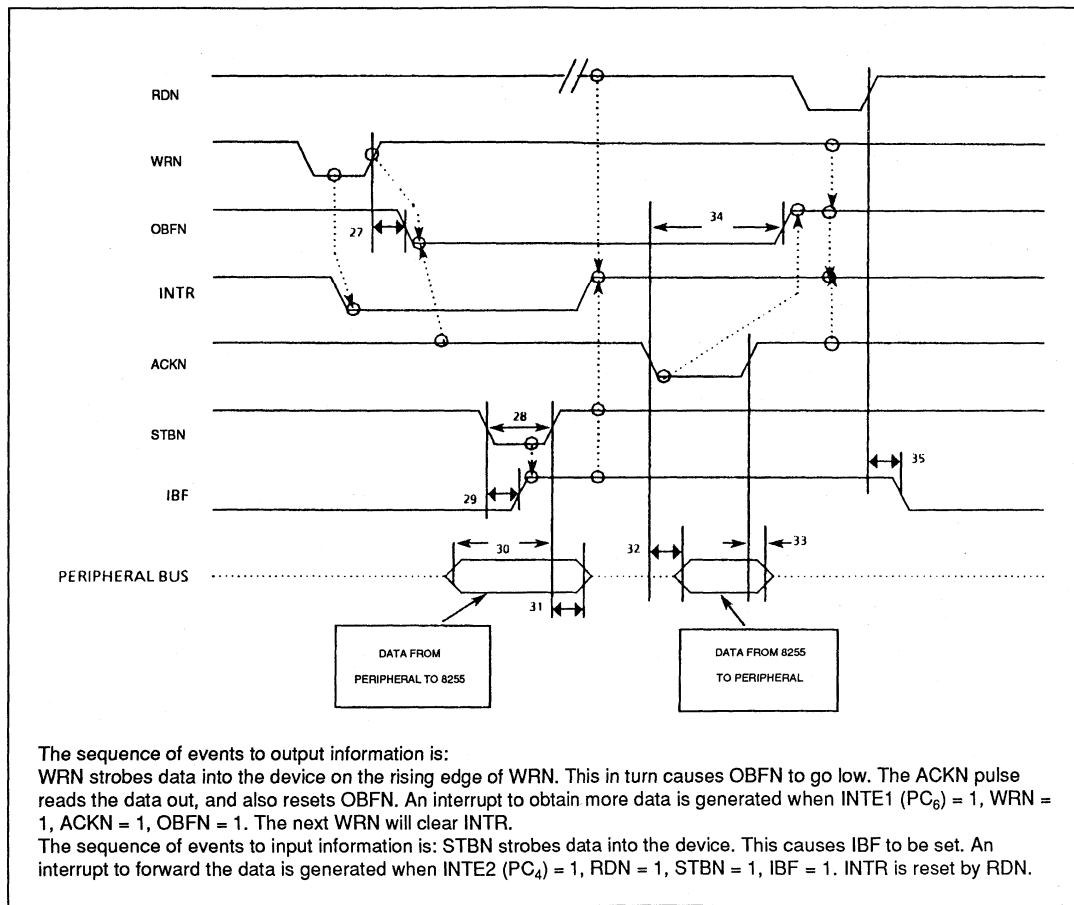 RDN
WRN
OBFN
27
34
INTR
ACKN
STBN
28
35
IBF
29
30
32
33
PERIPHERAL BUS
31
DATA FROM
PERIPHERAL TO 8255
DATA FROM 8255
TO PERIPHERAL
The sequence of events to output information is:
WRN strobes data into the device on the rising edge of WRN. This in turn causes OBFN to go low. The ACKN pulse
reads the data out, and also resets OBFN. An interrupt to obtain more data is generated when INTE1 (PC₆) = 1, WRN =
1, ACKN = 1, OBFN = 1. The next WRN will clear INTR.
The sequence of events to input information is: STBN strobes data into the device. This causes IBF to be set. An
interrupt to forward the data is generated when INTE2 (PC₄) = 1, RDN = 1, STBN = 1, IBF = 1. INTR is reset by RDN.